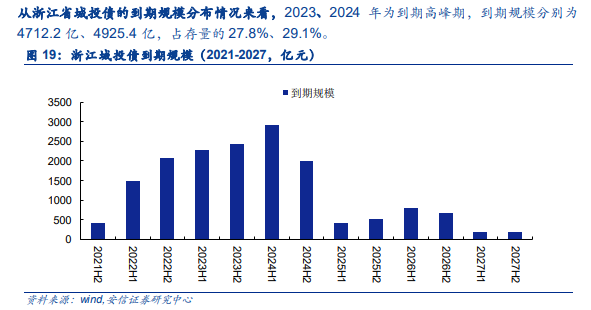 从浙江省城投债的到期规模分布情况来看，2023、2024 年为到期高峰期，到期规模分别为
4712.2 亿、4925.4 亿，占存量的 27.8%、29.1%。
图 19：浙江城投债到期规模（2021-2027，亿元）
到期规模
3500
3000
2500
2000
1500
1000
500
0
2021H2
2022H1
2022H2
2023H1
2023H2
2024H1
2024H2
2025H1
2025H2
2026H1
2026H2
2027H1
2027H2
资料来源：wind,安信证券研究中心